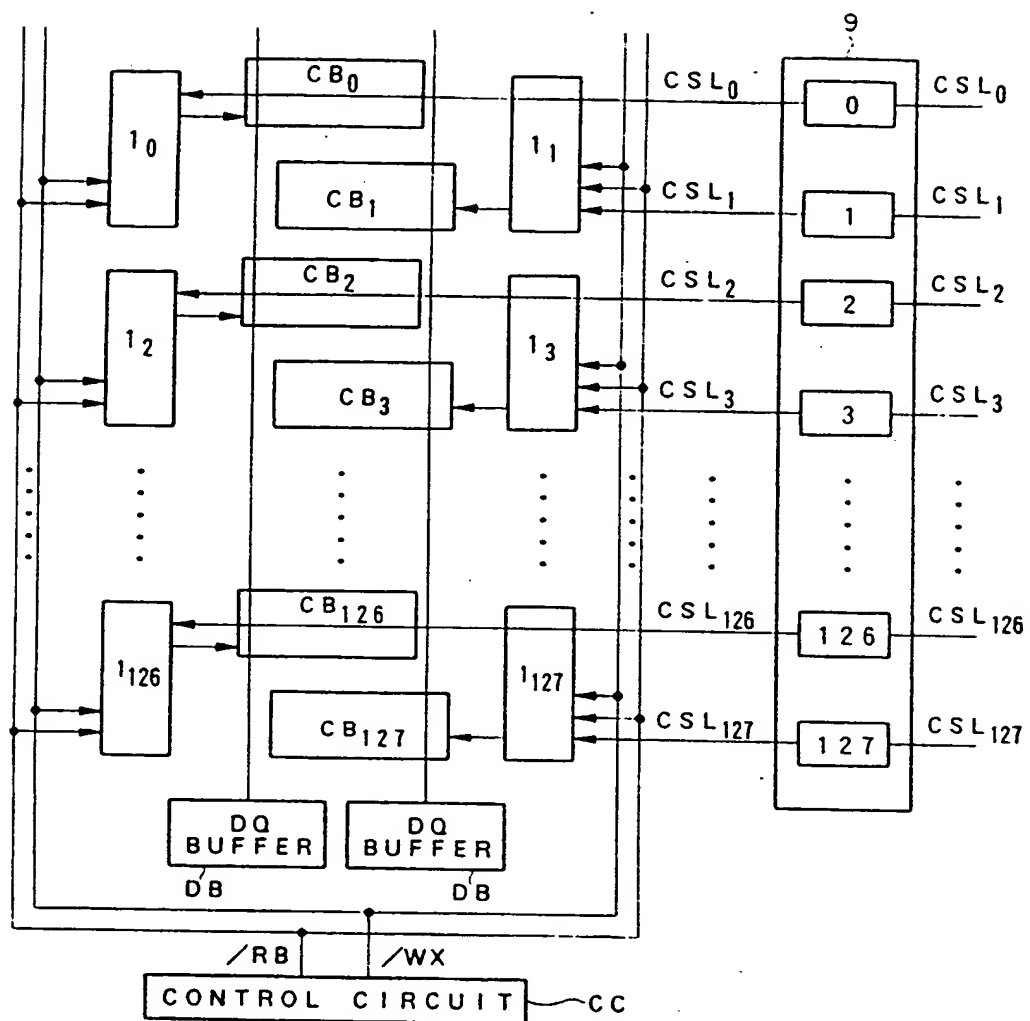 9
CB0 CSL0 0 CSL0
10 11
CB1 CSL1 1 CSL1
CB2 CSL2 2 CSL2
12 13
CB3 CSL3 3 CSL3
CB126 CSL126 126 CSL126
1126 1127
CB127 CSL127 127 CSL127
DQ BUFFER
DQ BUFFER
DB DB
/RB /WX
CONTROL CIRCUIT CC